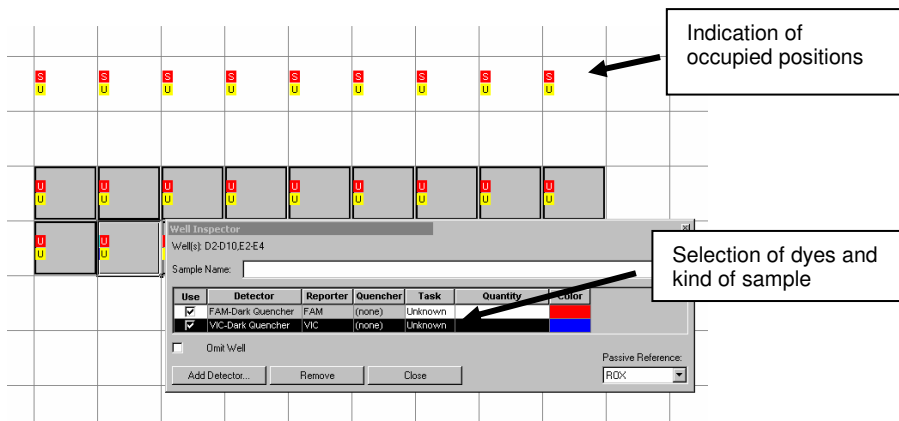 Indication of
occupied positions
S S S S S S S S S
U U U U U U U U U
U U U U U U U U U
U U U U U U U U U
U U
U U
Well Inspector
Well(s): D2-D10,E2-E4
Sample Name:
Selection of dyes and
kind of sample
Use Detector Reporter Quencher Task Quantity Color
FAM-Dark Quencher FAM (none) Unknown
VIC-Dark Quencher VIC (none) Unknown
Omit Well
Passive Reference:
Add Detector... Remove Close ROX